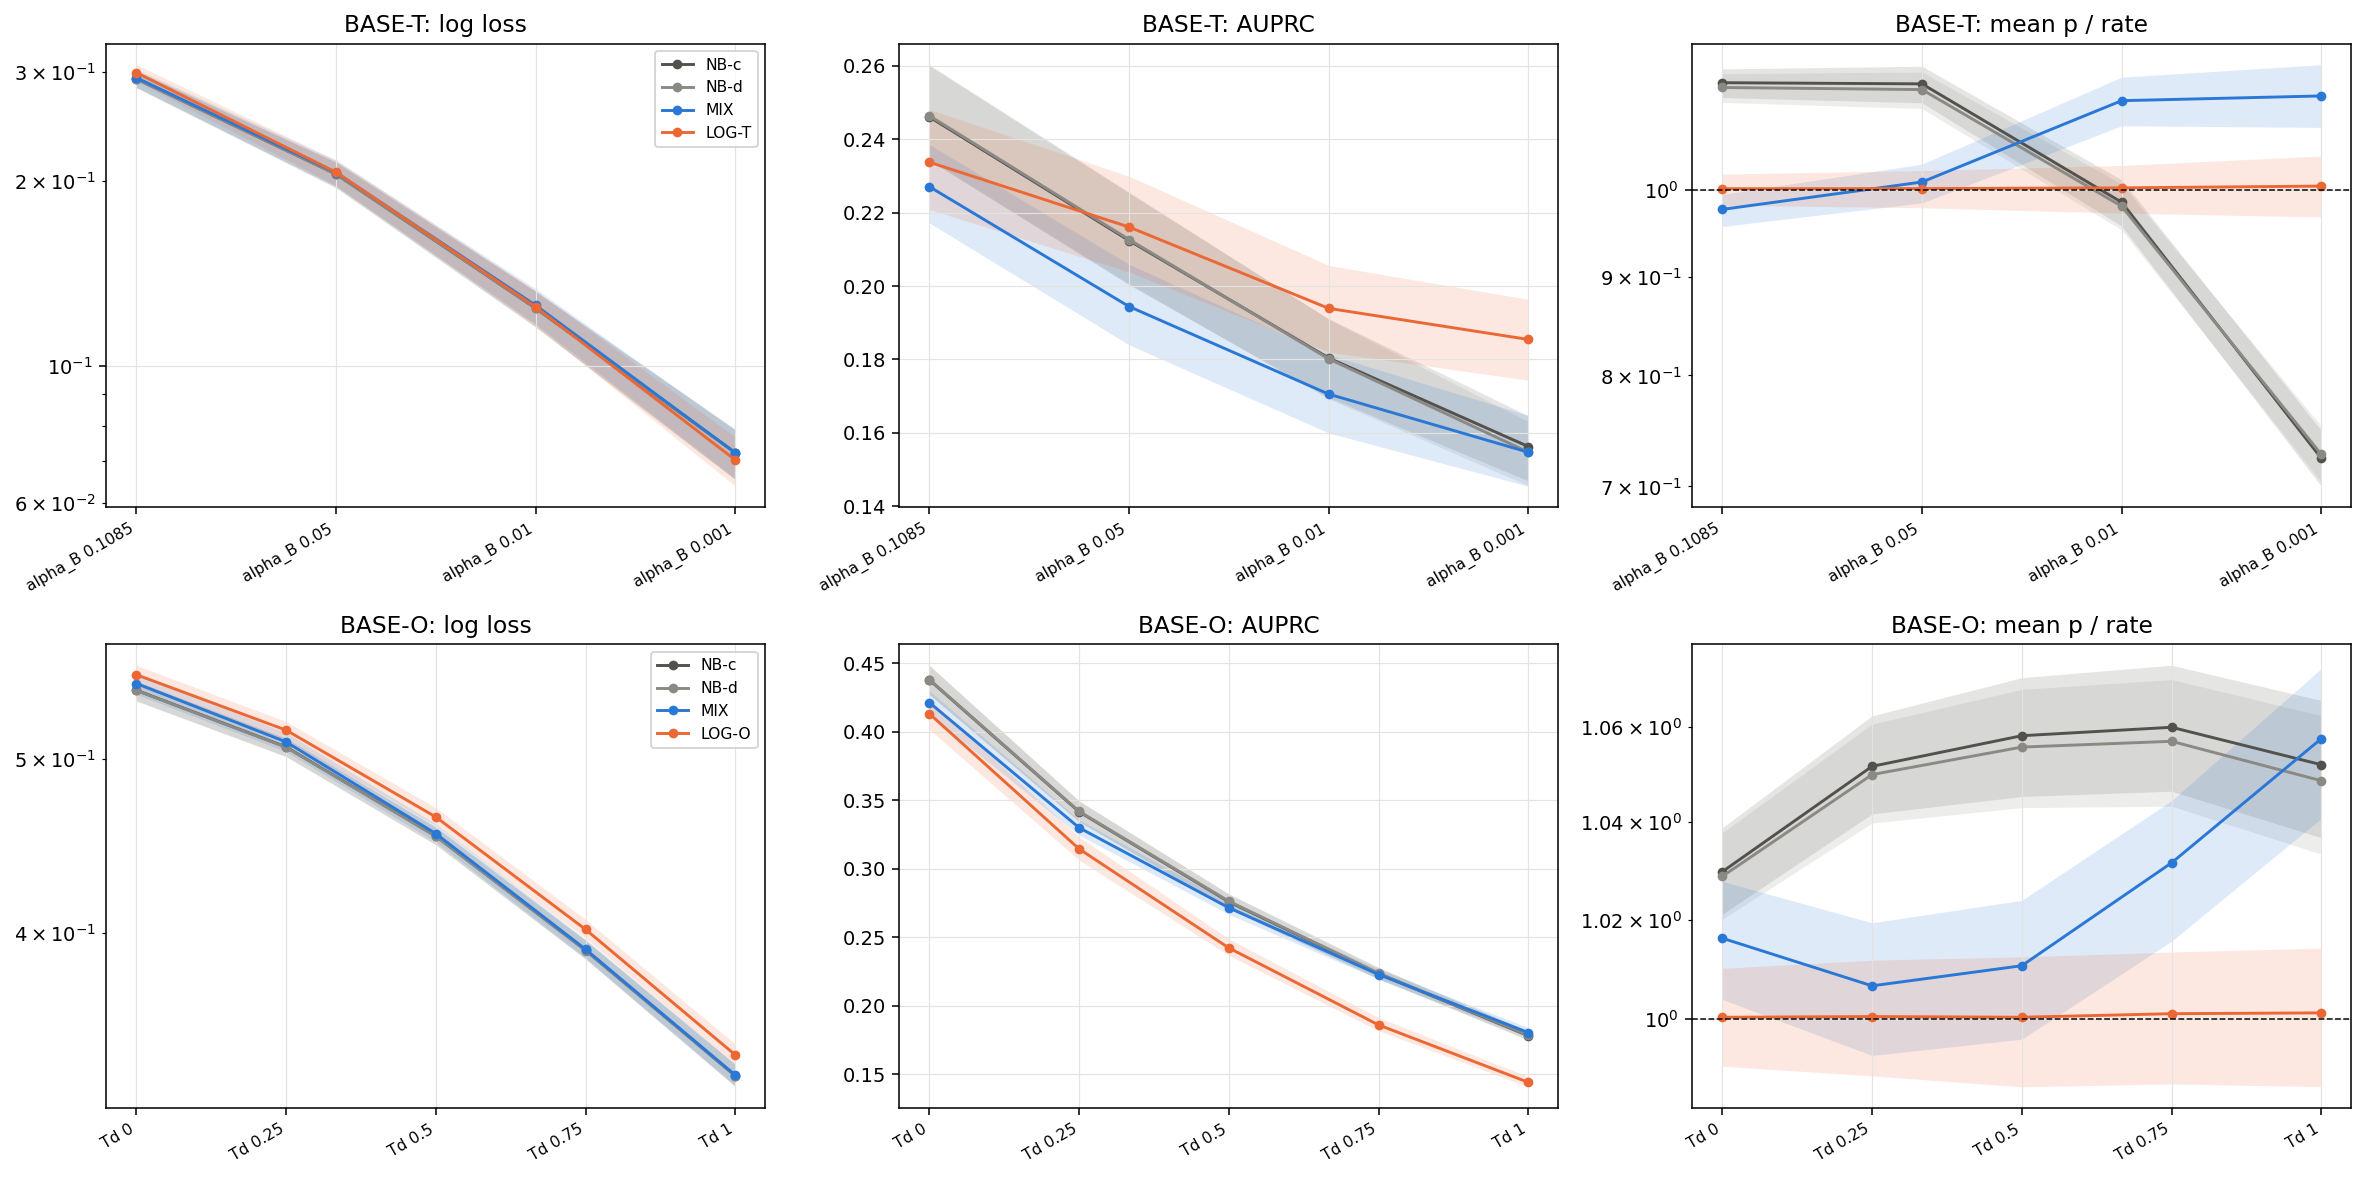 BASE-T: log loss
3 × 10⁻¹
2 × 10⁻¹
10⁻¹
6 × 10⁻²
NB-c
NB-d
MIX
LOG-T
alpha_B 0.1085
alpha_B 0.05
alpha_B 0.01
alpha_B 0.001
BASE-T: AUPRC
0.26
0.24
0.22
0.20
0.18
0.16
0.14
alpha_B 0.1085
alpha_B 0.05
alpha_B 0.01
alpha_B 0.001
BASE-T: mean p / rate
10⁰
9 × 10⁻¹
8 × 10⁻¹
7 × 10⁻¹
alpha_B 0.1085
alpha_B 0.05
alpha_B 0.01
alpha_B 0.001
BASE-O: log loss
5 × 10⁻¹
4 × 10⁻¹
NB-c
NB-d
MIX
LOG-O
Td 0
Td 0.25
Td 0.5
Td 0.75
Td 1
BASE-O: AUPRC
0.45
0.40
0.35
0.30
0.25
0.20
0.15
Td 0
Td 0.25
Td 0.5
Td 0.75
Td 1
BASE-O: mean p / rate
1.06 × 10⁰
1.04 × 10⁰
1.02 × 10⁰
10⁰
Td 0
Td 0.25
Td 0.5
Td 0.75
Td 1